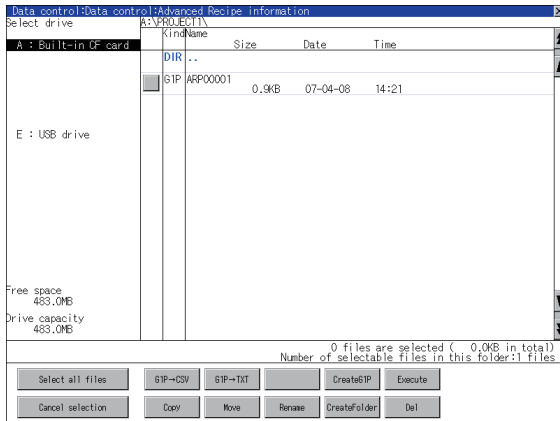 Data control:Data control:Advanced Recipe information
Select drive
A:\PROJECT1\
Kind Name
Size Date Time
A : Built-in CF card
DIR ..
G1P ARP00001
0.9KB 07-04-08 14:21
E : USB drive
Free space
483.0MB
Drive capacity
483.0MB
0 files are selected ( 0.0KB in total)
Number of selectable files in this folder:1 files
Select all files G1P→CSV G1P→TXT CreateG1P Execute
Cancel selection Copy Move Rename CreateFolder Del